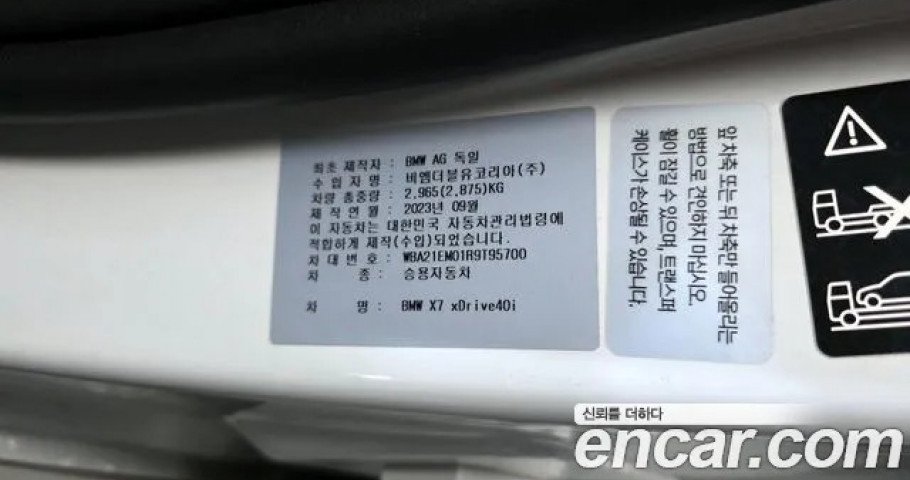 최초 제작자 : BMW AG 독일
수 입 자 명 : 비엠더블유코리아(주)
차량 총중량 : 2,965(2,875)KG
제 작 연 월 : 2023년 09월
이 자동차는 대한민국 자동차관리법령에
적합하게 제작(수입)되었습니다.
차 대 번 호 : WBA21EM01R9T95700
차 종 : 승용자동차
차 명 : BMW X7 xDrive40i
앞 차축 또는 뒤 차축만 들어올리는
방법으로 견인하지 마십시오.
휠이 잠길 수 있으며, 트랜스퍼
케이스가 손상될 수 있습니다.
신뢰를 더하다
encar.com